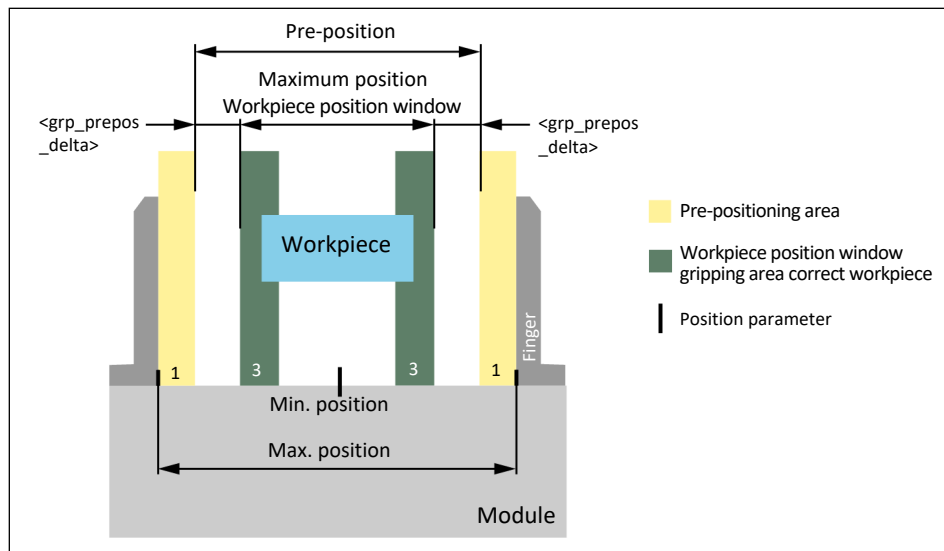 Pre-position
Maximum position
Workpiece position window
<grp_prepos
_delta>
<grp_prepos
_delta>
Workpiece
Pre-positioning area
Workpiece position window
gripping area correct workpiece
Position parameter
Finger
1
3
3
1
Min. position
Max. position
Module